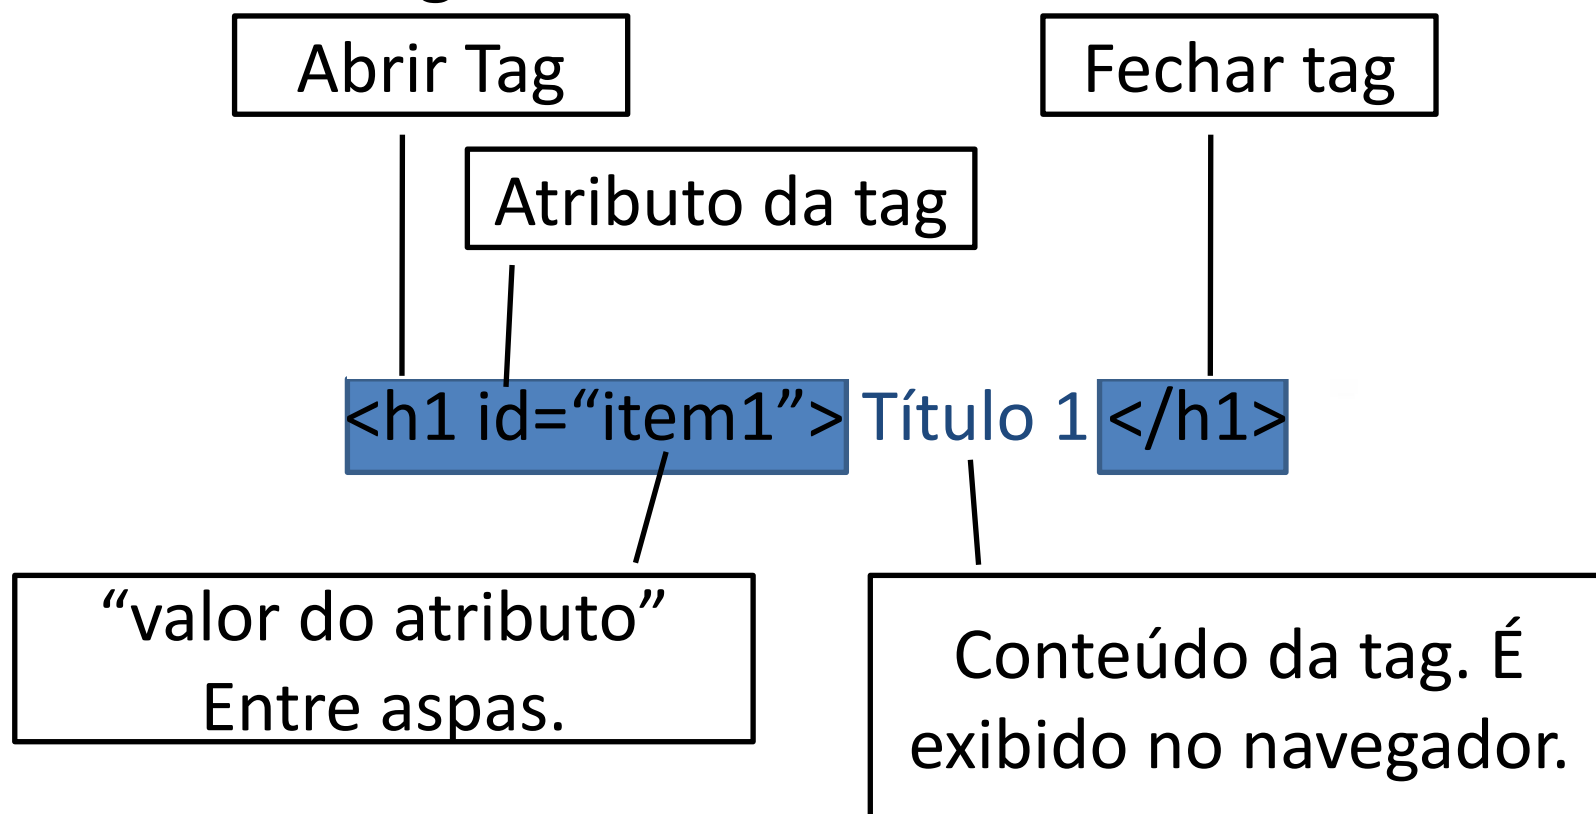 Abrir Tag
Fechar tag
Atributo da tag
<h1 id=“item1”> Título 1 </h1>
“valor do atributo”
Entre aspas.
Conteúdo da tag. É
exibido no navegador.